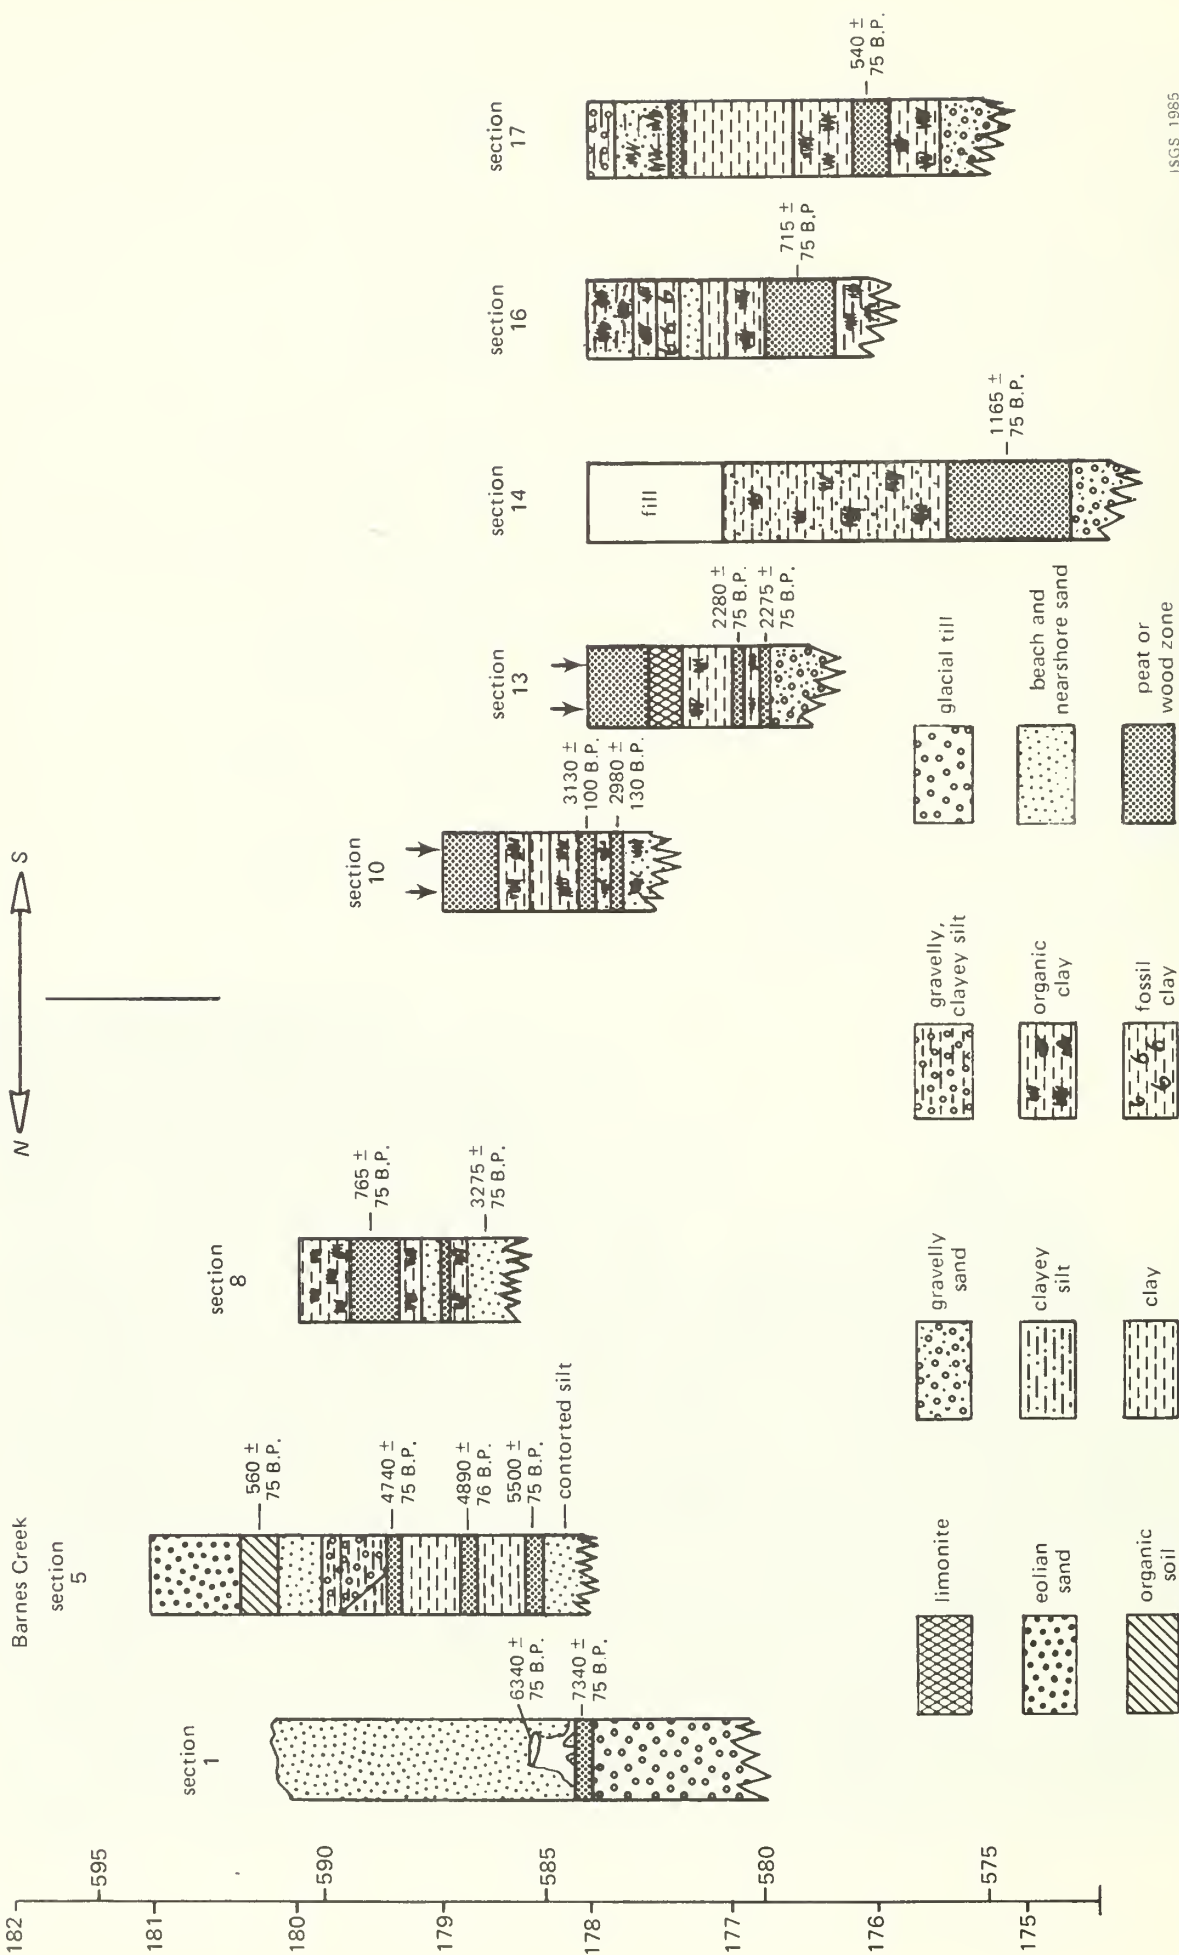 182
181
180
179
178
177
176
175
595
590
585
580
575
N
S
section
1
6340 ±
75 B.P.
7340 ±
75 B.P.
Barnes Creek
section
5
560 ±
75 B.P.
4740 ±
75 B.P.
4890 ±
76 B.P.
5500 ±
75 B.P.
contorted silt
section
8
765 ±
75 B.P.
3275 ±
75 B.P.
section
10
3130 ±
100 B.P.
2980 ±
130 B.P.
section
13
2280 ±
75 B.P.
2275 ±
75 B.P.
section
14
fill
1165 ±
75 B.P.
section
16
715 ±
75 B.P
section
17
540 ±
75 B.P.
limonite
eolian
sand
organic
soil
gravelly
sand
clayey
silt
clay
gravelly,
clayey silt
organic
clay
fossil
clay
glacial till
beach and
nearshore sand
peat or
wood zone
ISGS 1985